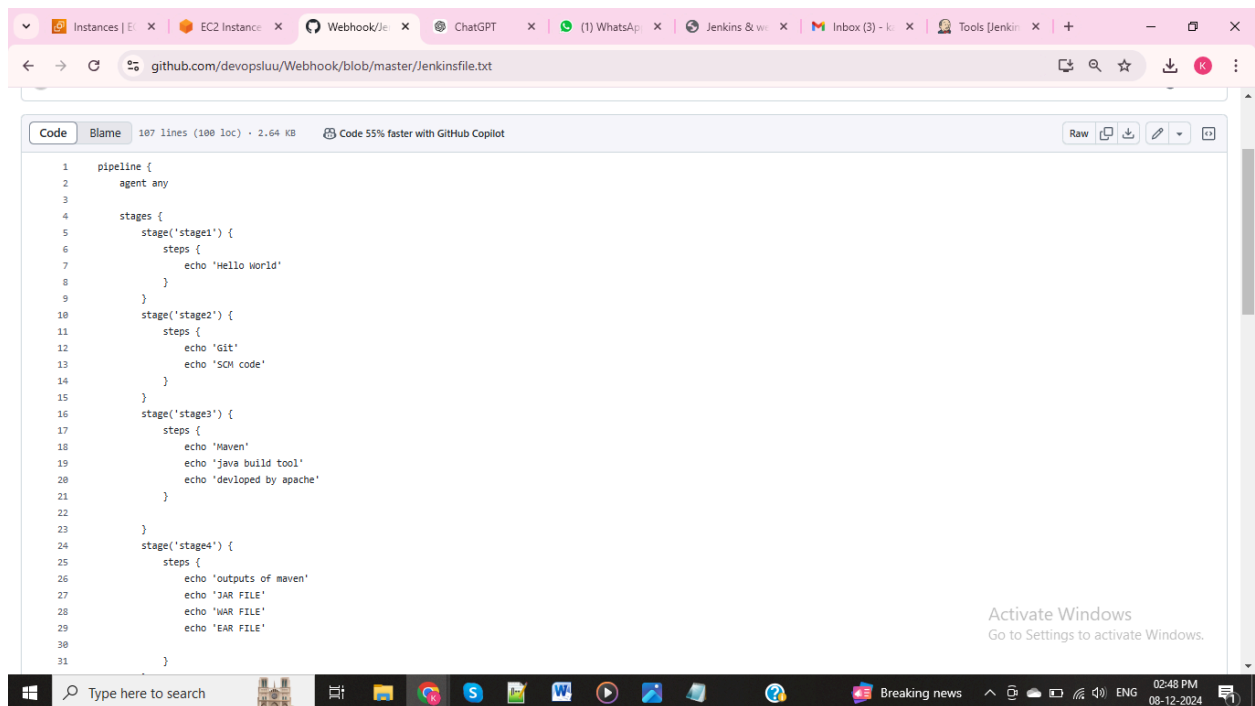 Instances | E
EC2 Instance
Webhook/Je
ChatGPT
(1) WhatsAp
Jenkins & we
Inbox (3) - k
Tools [Jenkin
github.com/devopsluu/Webhook/blob/master/Jenkinsfile.txt
K
Code Blame 107 lines (100 loc) · 2.64 KB Code 55% faster with GitHub Copilot Raw
1 pipeline {
2 agent any
3
4 stages {
5 stage('stage1') {
6 steps {
7 echo 'Hello World'
8 }
9 }
10 stage('stage2') {
11 steps {
12 echo 'Git'
13 echo 'SCM code'
14 }
15 }
16 stage('stage3') {
17 steps {
18 echo 'Maven'
19 echo 'java build tool'
20 echo 'devloped by apache'
21 }
22
23 }
24 stage('stage4') {
25 steps {
26 echo 'outputs of maven'
27 echo 'JAR FILE'
28 echo 'WAR FILE'
29 echo 'EAR FILE'
30
31 }
Activate Windows
Go to Settings to activate Windows.
Type here to search
Breaking news
ENG
02:48 PM
08-12-2024
1